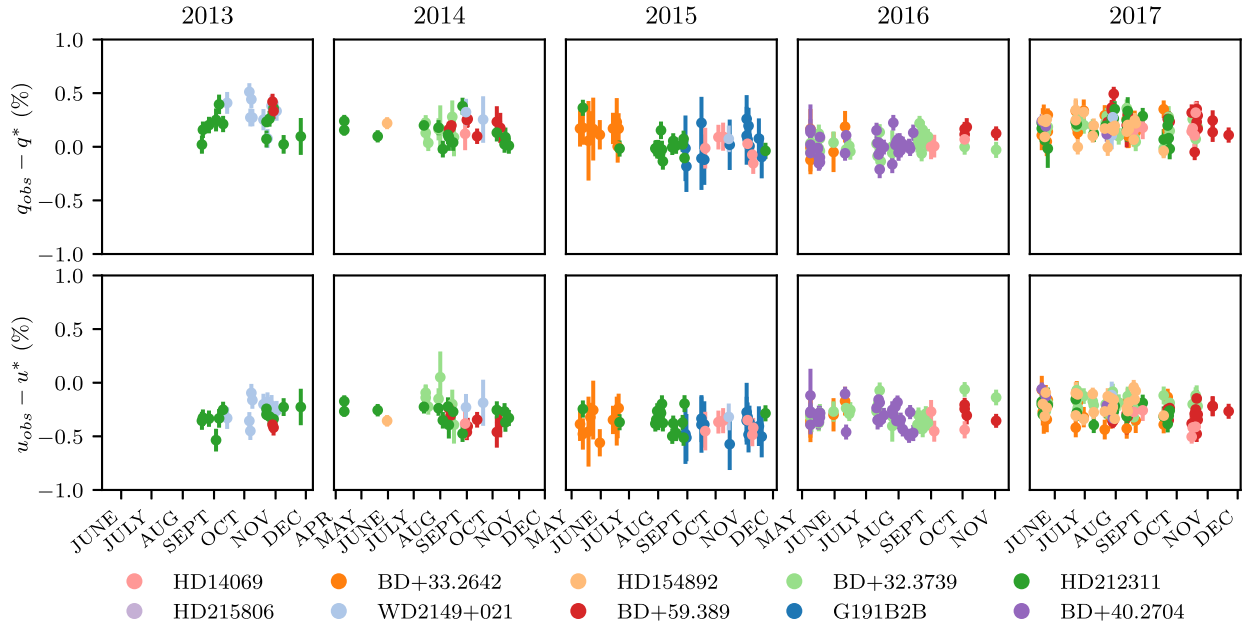 2013 2014 2015 2016 2017
1.0
0.5
0.0
−0.5
−1.0
q_obs − q* (%)
1.0
0.5
0.0
−0.5
−1.0
u_obs − u* (%)
JUNE JULY AUG SEPT OCT NOV DEC APR MAY JUNE JULY AUG SEPT OCT NOV DEC MAY JUNE JULY AUG SEPT OCT NOV DEC MAY JUNE JULY AUG SEPT OCT NOV JUNE JULY AUG SEPT OCT NOV DEC
HD14069 BD+33.2642 HD154892 BD+32.3739 HD212311
HD215806 WD2149+021 BD+59.389 G191B2B BD+40.2704